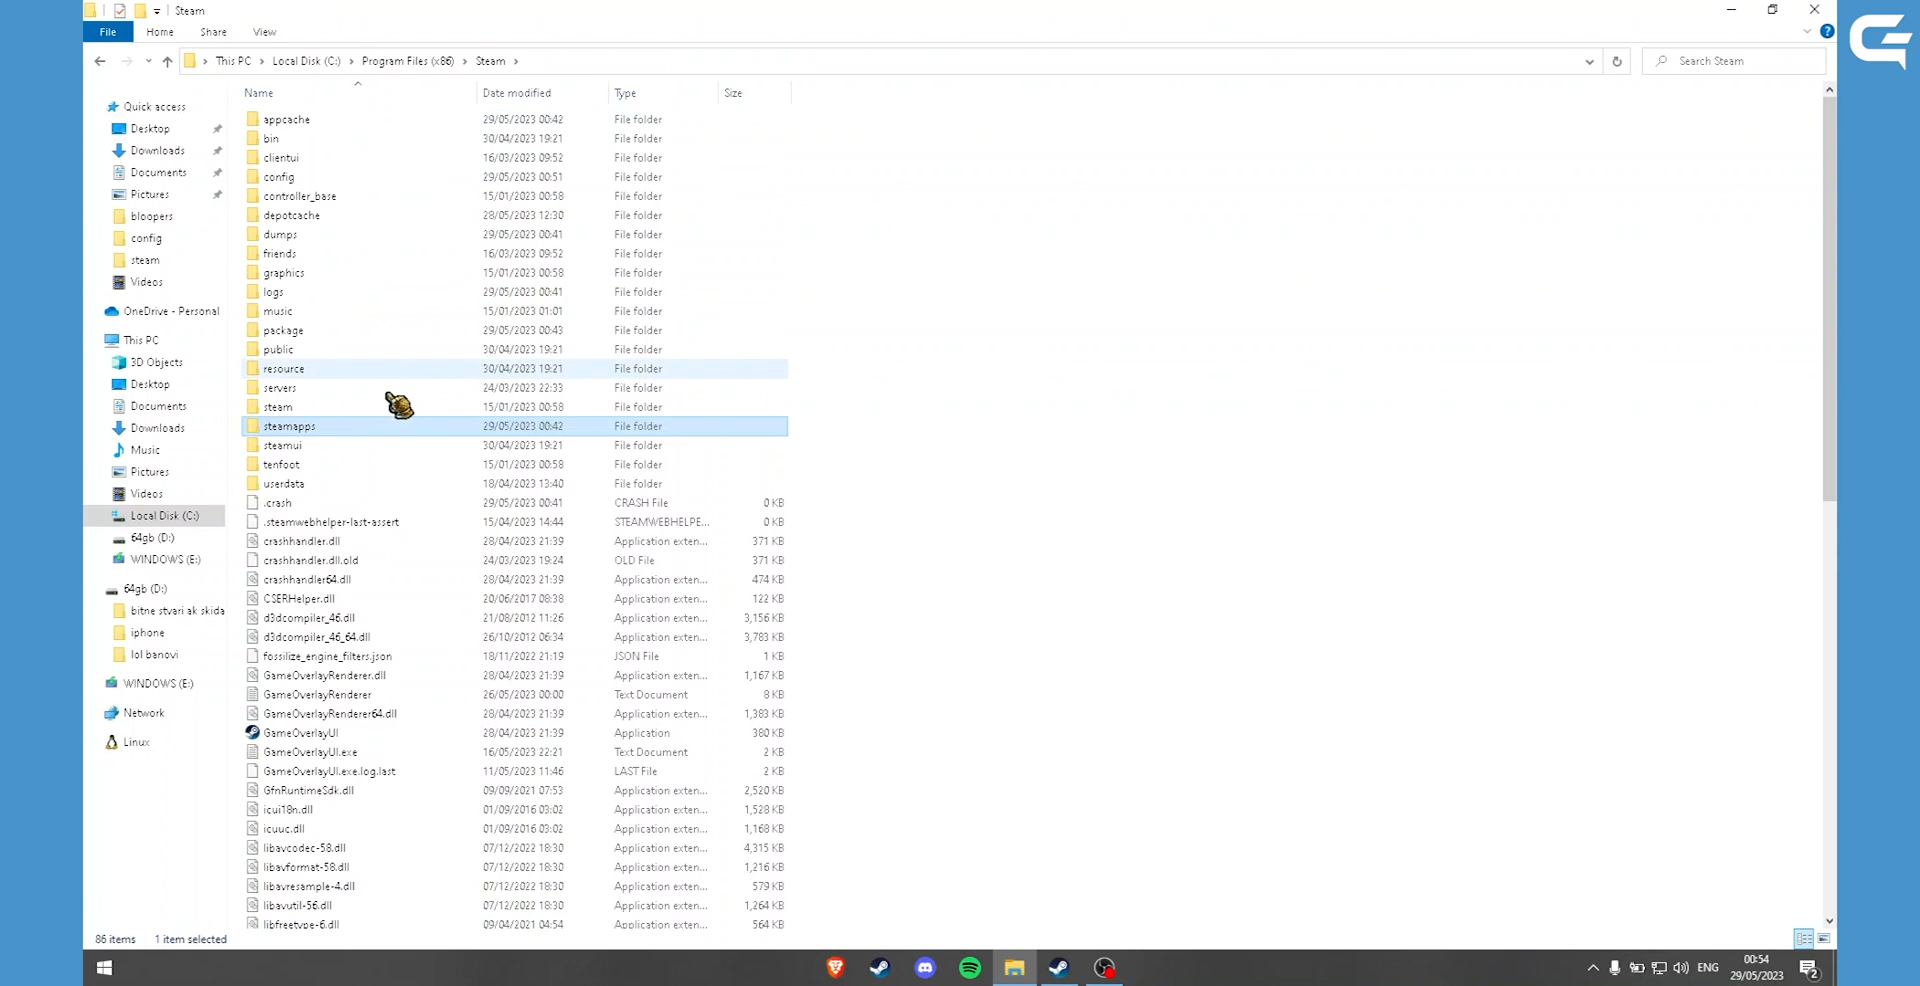 Steam
File Home Share View
This PC Local Disk (C:) Program Files (x86) Steam
Search Steam
Name Date modified Type Size
Quick access
Desktop
Downloads
Documents
Pictures
bloopers
config
steam
Videos
OneDrive - Personal
This PC
3D Objects
Desktop
Documents
Downloads
Music
Pictures
Videos
Local Disk (C:)
64gb (D:)
WINDOWS (E:)
64gb (D:)
bitne stvari ak skida
iphone
lol banovi
WINDOWS (E:)
Network
Linux
appcache 29/05/2023 00:42 File folder
bin 30/04/2023 19:21 File folder
clientui 16/03/2023 09:52 File folder
config 29/05/2023 00:51 File folder
controller_base 15/01/2023 00:58 File folder
depotcache 28/05/2023 12:30 File folder
dumps 29/05/2023 00:41 File folder
friends 16/03/2023 09:52 File folder
graphics 15/01/2023 00:58 File folder
logs 29/05/2023 00:41 File folder
music 15/01/2023 01:01 File folder
package 29/05/2023 00:43 File folder
public 30/04/2023 19:21 File folder
resource 30/04/2023 19:21 File folder
servers 24/03/2023 22:33 File folder
steam 15/01/2023 00:58 File folder
steamapps 29/05/2023 00:42 File folder
steamui 30/04/2023 19:21 File folder
tenfoot 15/01/2023 00:58 File folder
userdata 18/04/2023 13:40 File folder
.crash 29/05/2023 00:41 CRASH File 0 KB
.steamwebhelper-last-assert 15/04/2023 14:44 STEAMWEBHELPE... 0 KB
crashhandler.dll 28/04/2023 21:39 Application exten... 371 KB
crashhandler.dll.old 24/03/2023 19:24 OLD File 371 KB
crashhandler64.dll 28/04/2023 21:39 Application exten... 474 KB
CSERHelper.dll 20/06/2017 08:38 Application exten... 122 KB
d3dcompiler_46.dll 21/08/2012 11:26 Application exten... 3,156 KB
d3dcompiler_46_64.dll 26/10/2012 06:34 Application exten... 3,783 KB
fossilize_engine_filters.json 18/11/2022 21:19 JSON File 1 KB
GameOverlayRenderer.dll 28/04/2023 21:39 Application exten... 1,167 KB
GameOverlayRenderer 26/05/2023 00:00 Text Document 8 KB
GameOverlayRenderer64.dll 28/04/2023 21:39 Application exten... 1,383 KB
GameOverlayUI 28/04/2023 21:39 Application 380 KB
GameOverlayUI.exe 16/05/2023 22:21 Text Document 2 KB
GameOverlayUI.exe.log.last 11/05/2023 11:46 LAST File 2 KB
GfnRuntimeSdk.dll 09/09/2021 07:53 Application exten... 2,520 KB
icui18n.dll 01/09/2016 03:02 Application exten... 1,528 KB
icuuc.dll 01/09/2016 03:02 Application exten... 1,168 KB
libavcodec-58.dll 07/12/2022 18:30 Application exten... 4,315 KB
libavformat-58.dll 07/12/2022 18:30 Application exten... 1,216 KB
libavresample-4.dll 07/12/2022 18:30 Application exten... 579 KB
libavutil-56.dll 07/12/2022 18:30 Application exten... 1,264 KB
libfreetype-6.dll 09/04/2021 04:54 Application exten... 564 KB
86 items 1 item selected
ENG
00:54
29/05/2023
2